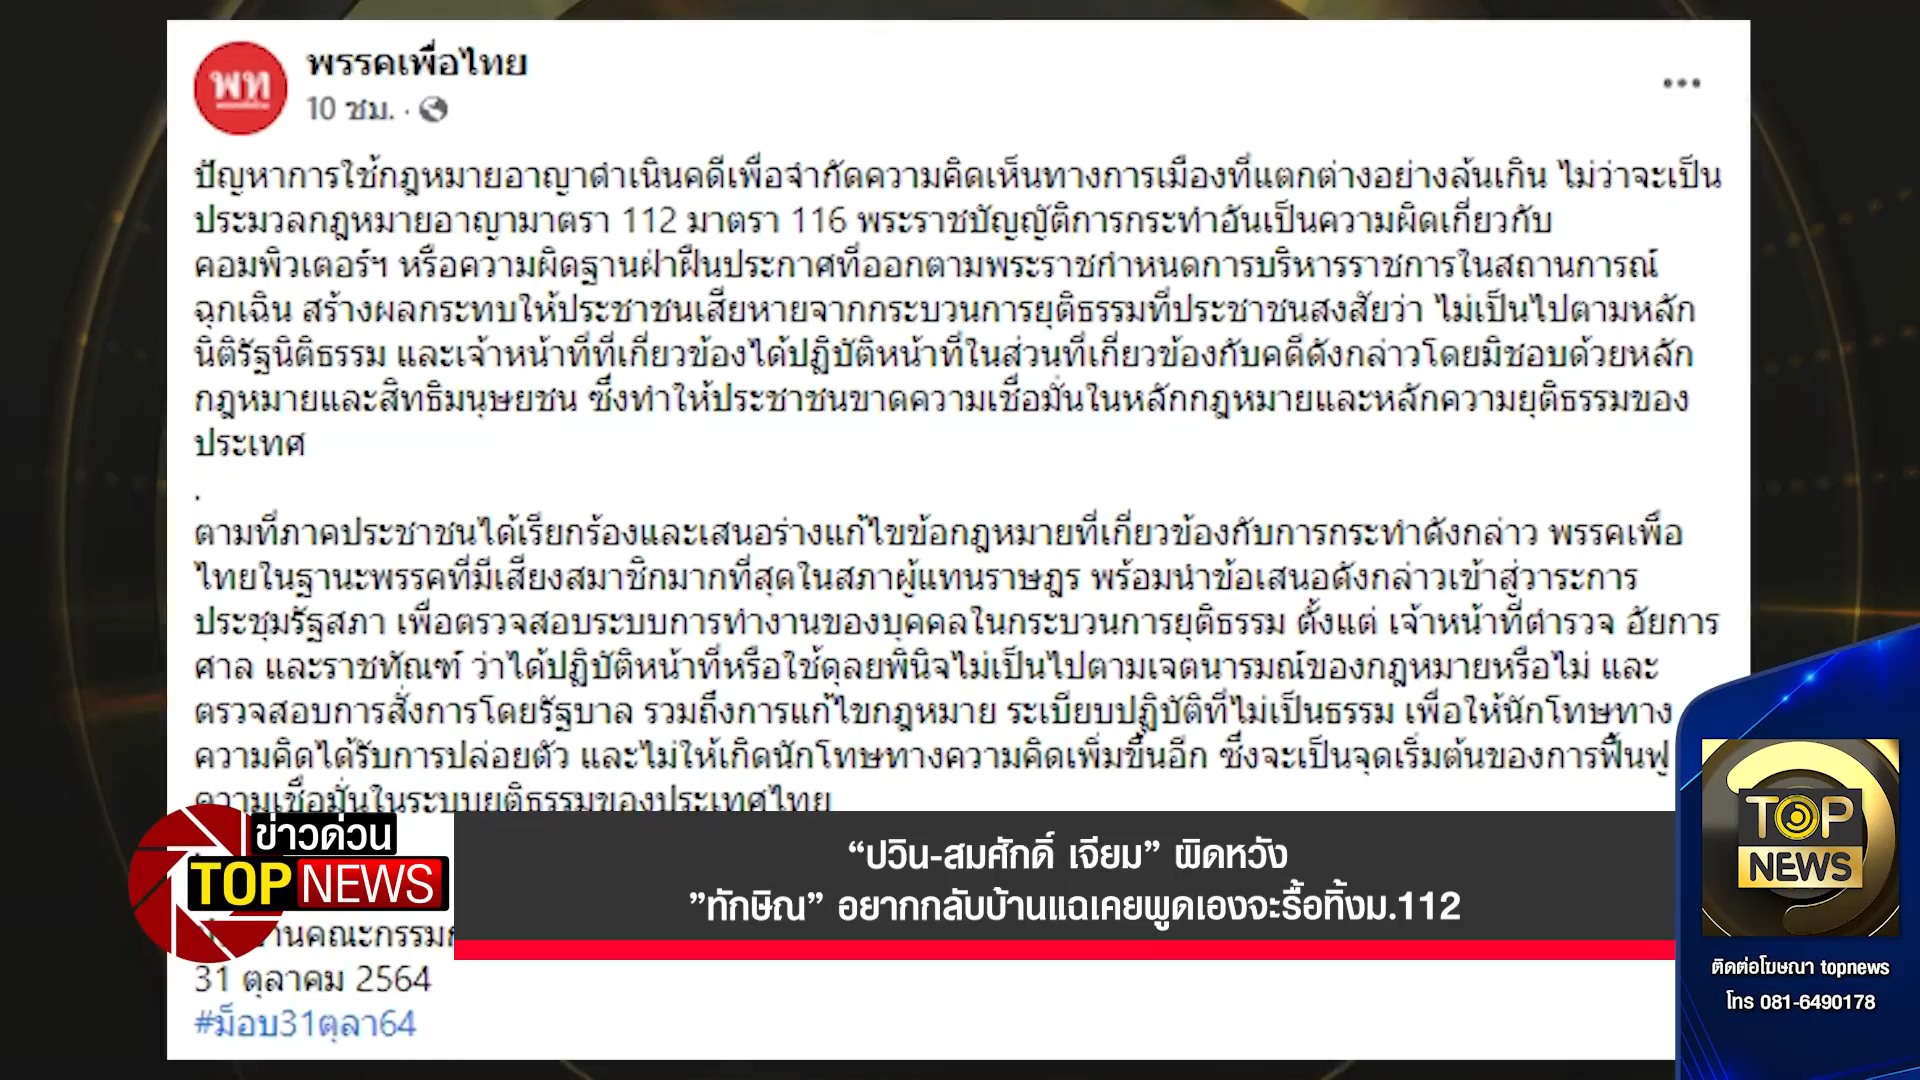 พท
พรรคเพื่อไทย
10 ชม. ·
ปัญหาการใช้กฎหมายอาญาดำเนินคดีเพื่อจำกัดความคิดเห็นทางการเมืองที่แตกต่างอย่างล้นเกิน ไม่ว่าจะเป็น
ประมวลกฎหมายอาญามาตรา 112 มาตรา 116 พระราชบัญญัติการกระทำอันเป็นความผิดเกี่ยวกับ
คอมพิวเตอร์ฯ หรือความผิดฐานฝ่าฝืนประกาศที่ออกตามพระราชกำหนดการบริหารราชการในสถานการณ์
ฉุกเฉิน สร้างผลกระทบให้ประชาชนเสียหายจากกระบวนการยุติธรรมที่ประชาชนสงสัยว่า ไม่เป็นไปตามหลัก
นิติรัฐนิติธรรม และเจ้าหน้าที่ที่เกี่ยวข้องได้ปฏิบัติหน้าที่ในส่วนที่เกี่ยวข้องกับคดีดังกล่าวโดยมิชอบด้วยหลัก
กฎหมายและสิทธิมนุษยชน ซึ่งทำให้ประชาชนขาดความเชื่อมั่นในหลักกฎหมายและหลักความยุติธรรมของ
ประเทศ
.
ตามที่ภาคประชาชนได้เรียกร้องและเสนอร่างแก้ไขข้อกฎหมายที่เกี่ยวข้องกับการกระทำดังกล่าว พรรคเพื่อ
ไทยในฐานะพรรคที่มีเสียงสมาชิกมากที่สุดในสภาผู้แทนราษฎร พร้อมนำข้อเสนอดังกล่าวเข้าสู่วาระการ
ประชุมรัฐสภา เพื่อตรวจสอบระบบการทำงานของบุคคลในกระบวนการยุติธรรม ตั้งแต่ เจ้าหน้าที่ตำรวจ อัยการ
ศาล และราชทัณฑ์ ว่าได้ปฏิบัติหน้าที่หรือใช้ดุลยพินิจไม่เป็นไปตามเจตนารมณ์ของกฎหมายหรือไม่ และ
ตรวจสอบการสั่งการโดยรัฐบาล รวมถึงการแก้ไขกฎหมาย ระเบียบปฏิบัติที่ไม่เป็นธรรม เพื่อให้นักโทษทาง
ความคิดได้รับการปล่อยตัว และไม่ให้เกิดนักโทษทางความคิดเพิ่มขึ้นอีก ซึ่งจะเป็นจุดเริ่มต้นของการฟื้นฟู
ความเชื่อมั่นในระบบยุติธรรมของประเทศไทย
31 ตุลาคม 2564
#ม็อบ31ตุลา64
ข่าวด่วน
TOP NEWS
“ปวิน-สมศักดิ์ เจียม” ผิดหวัง
”ทักษิณ” อยากกลับบ้านแฉเคยพูดเองจะรื้อทิ้งม.112
TOP
NEWS
ติดต่อโฆษณา topnews
โทร 081-6490178